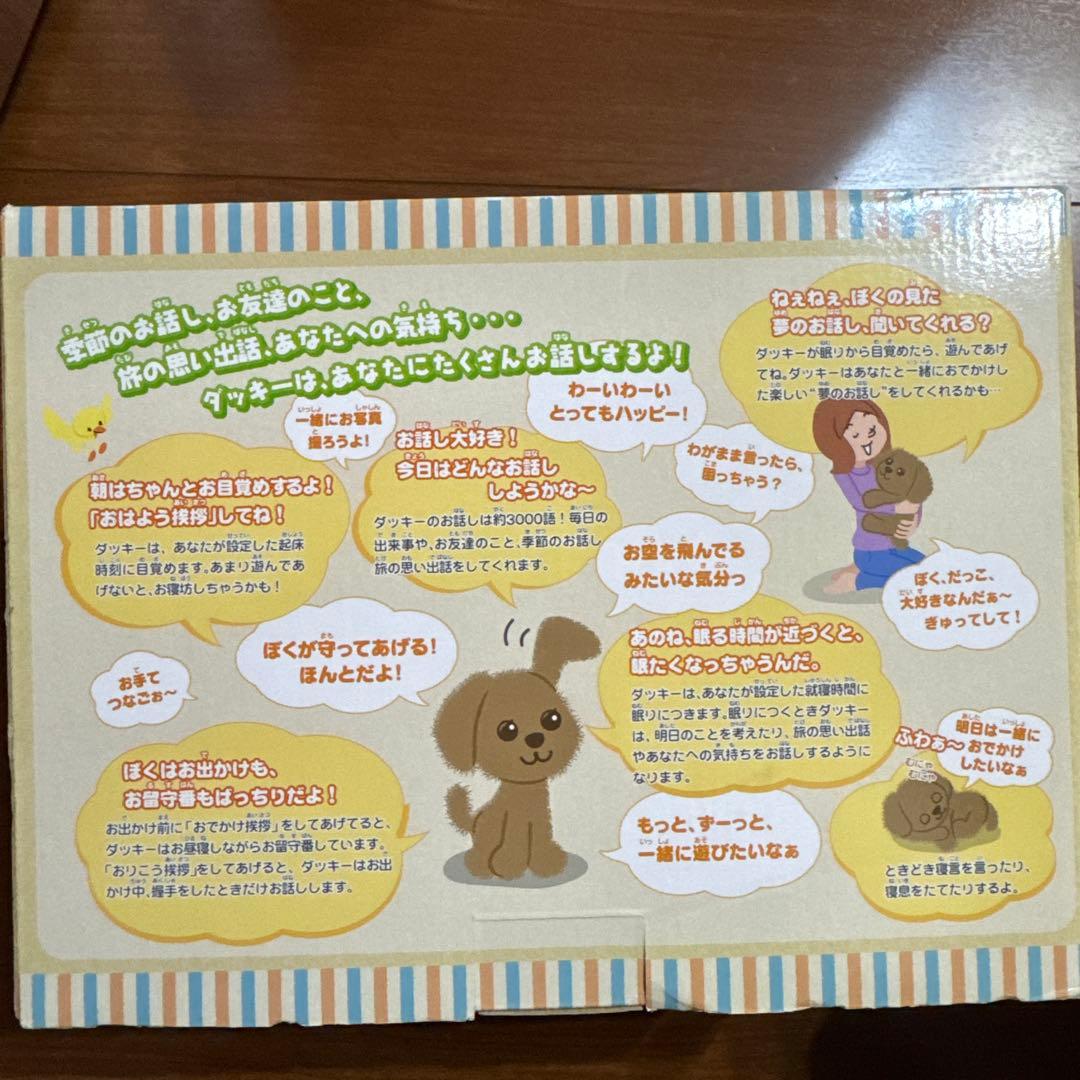 季節のお話し、お友達のこと、
旅の思い出話、あなたへの気持ち・・・
ダッキーは、あなたにたくさんお話しするよ！
ねぇねぇ、ぼくの見た
夢のお話し、聞いてくれる？
ダッキーが眠りから目覚めたら、遊んであげ
てね。ダッキーはあなたと一緒におでかけし
た楽しい“夢のお話し”をしてくれるかも…
わーいわーい
とってもハッピー！
一緒にお写真
撮ろうよ！
お話し大好き！
今日はどんなお話し
しようかな〜
ダッキーのお話しは約3000語！毎日の
出来事や、お友達のこと、季節のお話し
旅の思い出話をしてくれます。
わがまま言ったら、
困っちゃう？
朝はちゃんとお目覚めするよ！
「おはよう挨拶」してね！
ダッキーは、あなたが設定した起床
時刻に目覚めます。あまり遊んであ
げないと、お寝坊しちゃうかも！
お空を飛んでる
みたいな気分っ
ぼく、だっこ、
大好きなんだぁ〜
ぎゅってして！
ぼくが守ってあげる！
ほんとだよ！
お手て
つなごぉ〜
あのね、眠る時間が近づくと、
眠たくなっちゃうんだ。
ダッキーは、あなたが設定した就寝時間に
眠りにつきます。眠りにつくときダッキー
は、明日のことを考えたり、旅の思い出話
やあなたへの気持ちをお話しするように
なります。
ふわぁ〜
明日は一緒に
おでかけ
したいなぁ
むにゃ
むにゃ
ときどき寝言を言ったり、
寝息をたてたりするよ。
ぼくはお出かけも、
お留守番もばっちりだよ！
お出かけ前に「おでかけ挨拶」をしてあげてると、
ダッキーはお昼寝しながらお留守番しています。
「おりこう挨拶」をしてあげると、ダッキーはお出
かけ中、握手をしたときだけお話しします。
もっと、ずーっと、
一緒に遊びたいなぁ